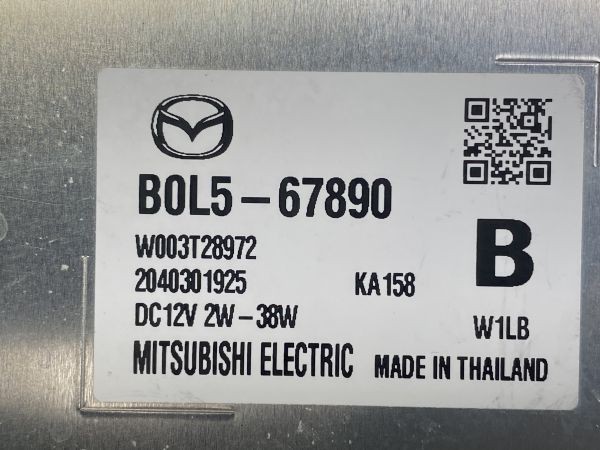 B0L5-67890
W003T28972
2040301925 KA158
DC12V 2W-38W
B
W1LB
MITSUBISHI ELECTRIC MADE IN THAILAND